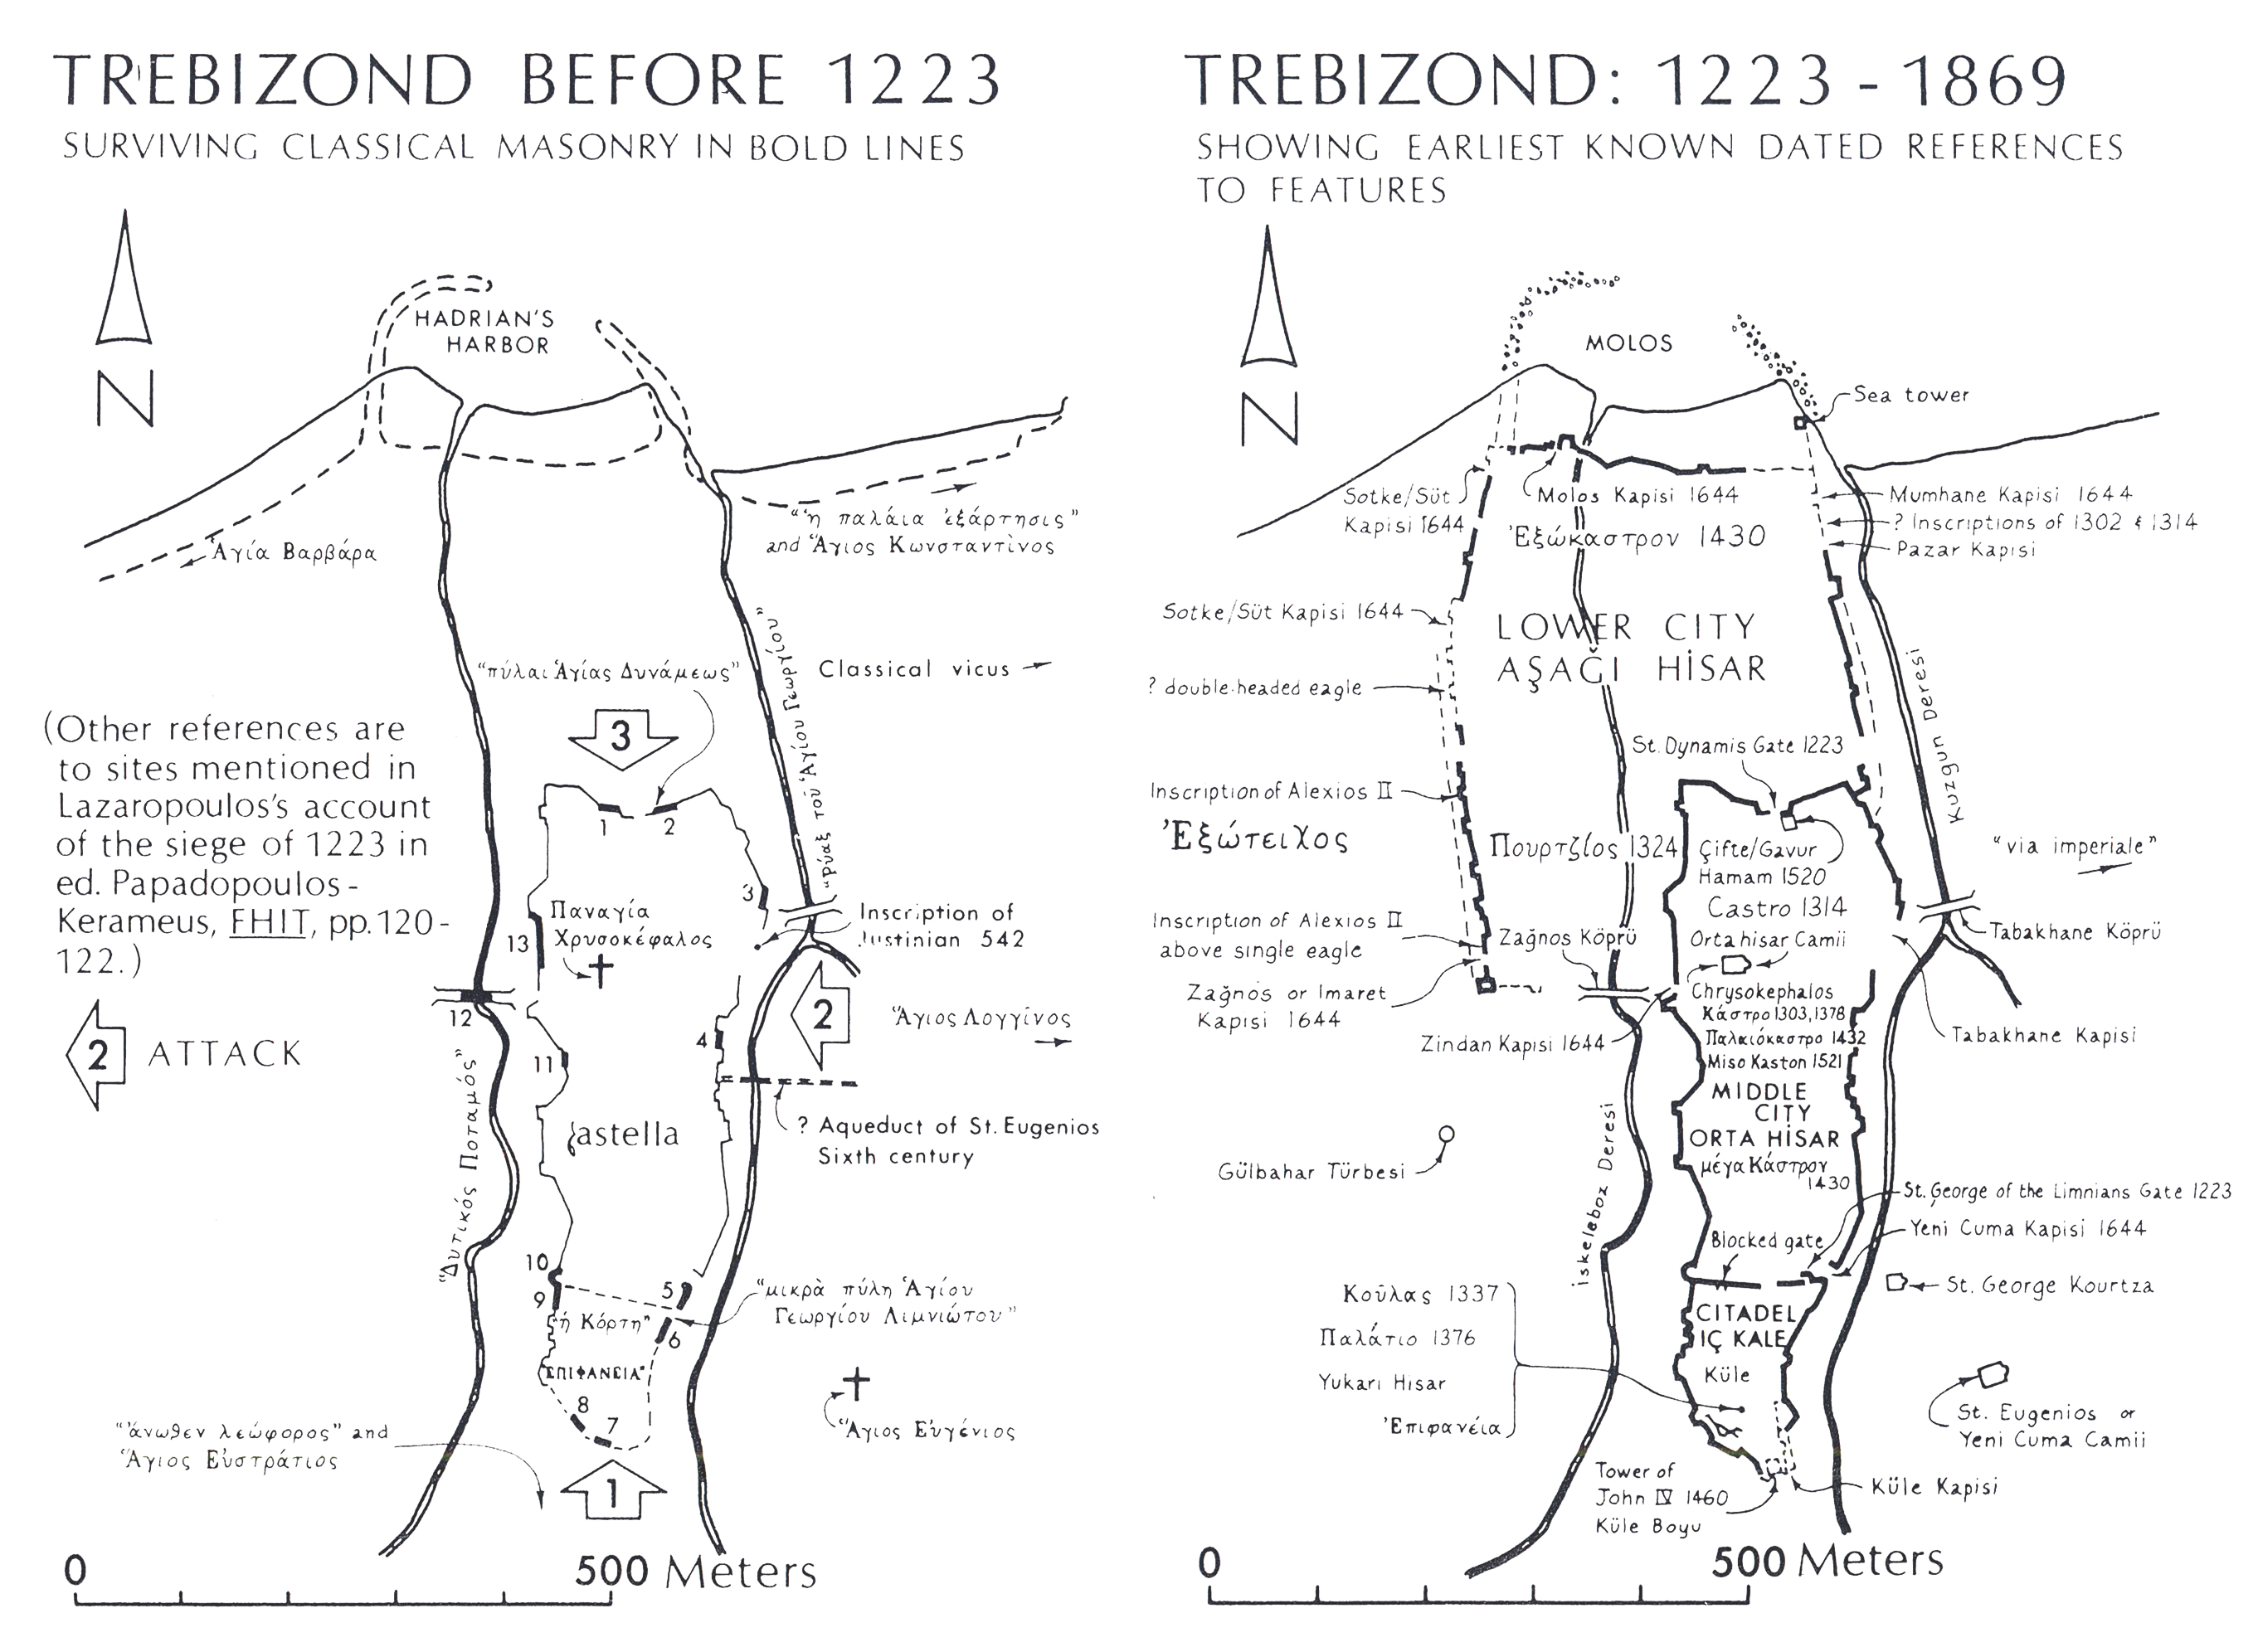 TREBIZOND BEFORE 1223
SURVIVING CLASSICAL MASONRY IN BOLD LINES
N
HADRIAN'S
HARBOR
Ἁγία Βαρβάρα
"ἡ παλάια ἐξάρτησις"
and Ἅγιος Κωνσταντῖνος
"πύλαι Ἁγίας Δυνάμεως"
"ρύαξ τοῦ Ἁγίου Γεωργίου"
Classical vicus
(Other references are
to sites mentioned in
Lazaropoulos's account
of the siege of 1223 in
ed. Papadopoulos-
Kerameus, FHIT, pp. 120-
122.)
3
1
2
3
Παναγία
Χρυσοκέφαλος
13
Inscription of
Justinian 542
2 ATTACK
12
2
Ἅγιος Λογγῖνος
4
11
"Δυτικός Ποταμός"
astella
? Aqueduct of St. Eugenios
Sixth century
10
9
5
6
"μικρὰ πύλη Ἁγίου
Γεωργίου Λιμνιώτου"
"ἡ Κόρτη"
"ΕΠΙΦΑΝΕΙΑ"
8
7
Ἅγιος Εὐγένιος
"ἄνωθεν λεώφορος" and
Ἅγιος Εὐστράτιος
1
0
500 Meters
TREBIZOND: 1223 - 1869
SHOWING EARLIEST KNOWN DATED REFERENCES
TO FEATURES
N
MOLOS
Sea tower
Sotke/Süt
Kapisi 1644
Molos Kapisi 1644
Ἐξώκαστρον 1430
Mumhane Kapisi 1644
? Inscriptions of 1302 & 1314
Pazar Kapisi
Sotke/Süt Kapisi 1644
LOWER CITY
AŞAĞI HİSAR
? double-headed eagle
Kuzgun Deresi
St. Dynamis Gate 1223
Inscription of Alexios II
Ἐξώτειχος
Πουρτζίος 1324
Çifte/Gavur
Hamam 1520
"via imperiale"
Castro 1314
Inscription of Alexios II
above single eagle
Zağnos Köprü
Orta hisar Camii
Tabakhane Köprü
Zağnos or Imaret
Kapisi 1644
Chrysokephalos
Κάστρο 1303, 1378
Zindan Kapisi 1644
Παλαιόκαστρο 1432
Tabakhane Kapisi
Miso Kaston 1521
MIDDLE
CITY
ORTA HİSAR
μέγα Κάστρον
1430
Gülbahar Türbesi
İskeleboz Deresi
St. George of the Limnians Gate 1223
Yeni Cuma Kapisi 1644
Blocked gate
St. George Kourtza
Κοῦλας 1337
Παλάτιο 1376
Yukarı Hisar
Ἐπιφανεία
CITADEL
IÇ KALE
Küle
St. Eugenios or
Yeni Cuma Camii
Tower of
John IV 1460
Küle Boyu
Küle Kapisi
0
500 Meters